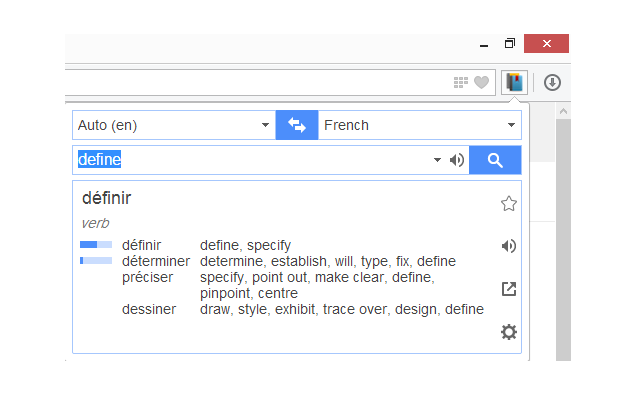 Auto (en) French
define
définir
verb
définir define, specify
déterminer determine, establish, will, type, fix, define
préciser specify, point out, make clear, define,
pinpoint, centre
dessiner draw, style, exhibit, trace over, design, define